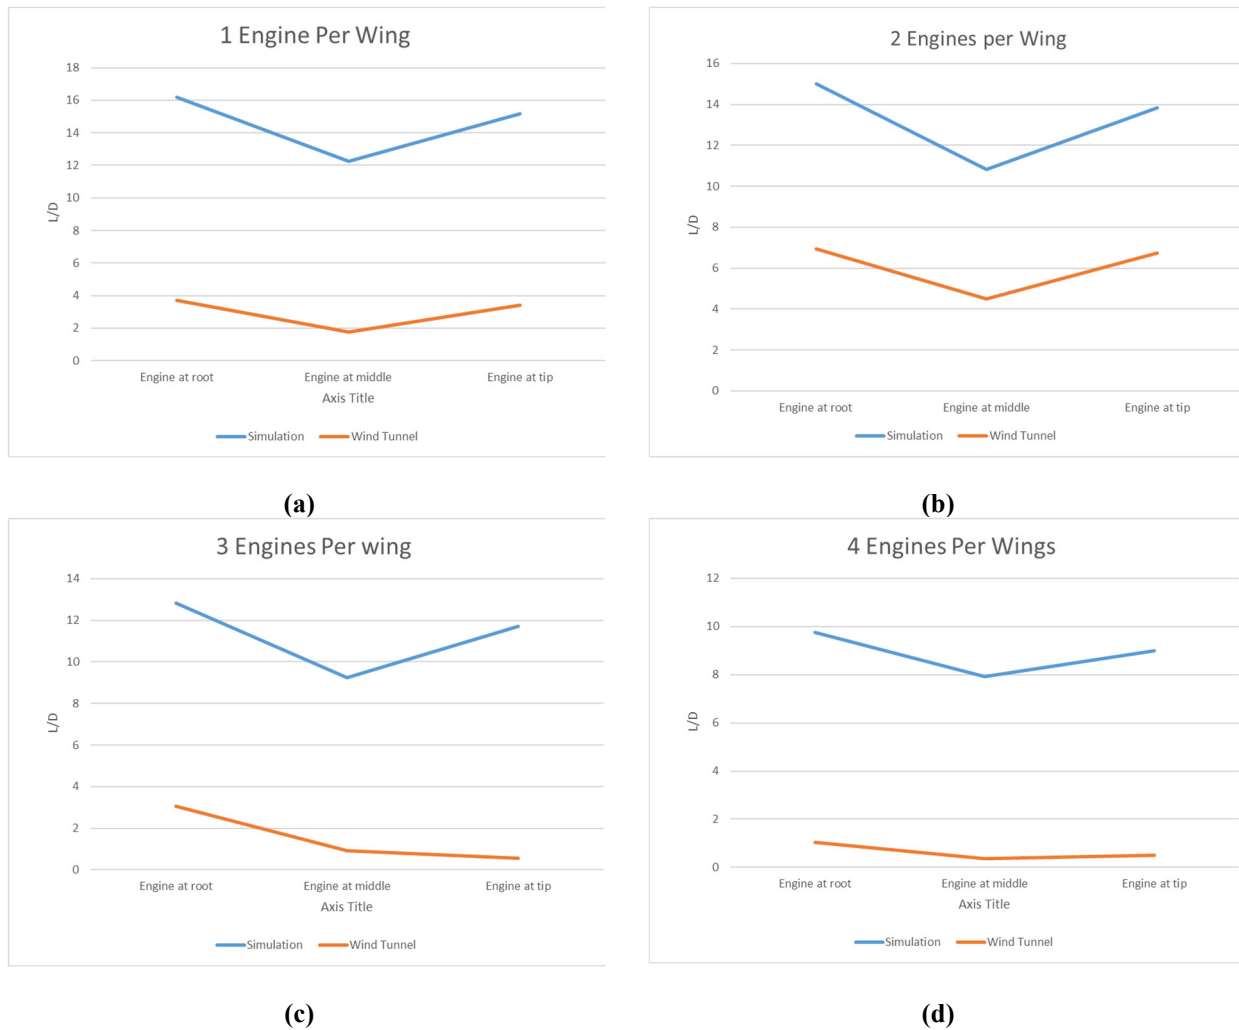 1 Engine Per Wing
18
16
14
12
10
8
6
4
2
0
L/D
Engine at root Engine at middle Engine at tip
Axis Title
Simulation Wind Tunnel
(a)
2 Engines per Wing
16
14
12
10
8
6
4
2
0
L/D
Engine at root Engine at middle Engine at tip
Simulation Wind Tunnel
(b)
3 Engines Per wing
14
12
10
8
6
4
2
0
L/D
Engine at root Engine at middle Engine at tip
Axis Title
Simulation Wind Tunnel
(c)
4 Engines Per Wings
12
10
8
6
4
2
0
L/D
Engine at root Engine at middle Engine at tip
Axis Title
Simulation Wind Tunnel
(d)